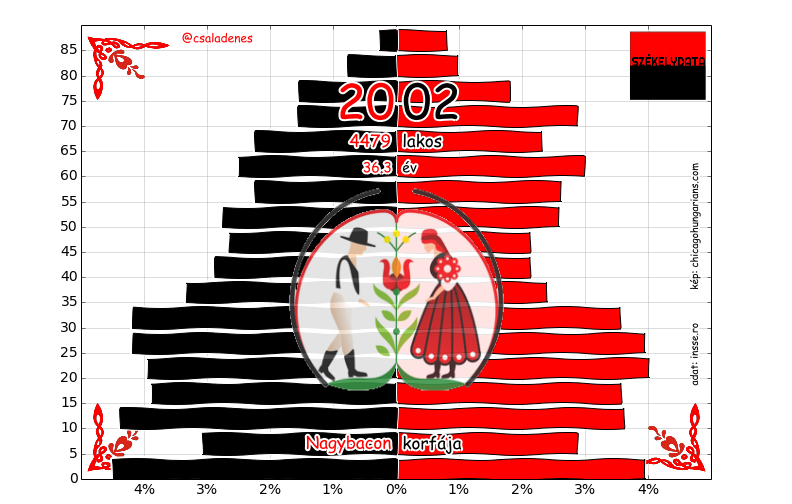 @csaladenes
SZÉKELYDATA
2002
4479 lakos
36.3 év
Nagybacon korfája
kép: chicagohungarians.com
adat: insse.ro
85
80
75
70
65
60
55
50
45
40
35
30
25
20
15
10
5
0
4% 3% 2% 1% 0% 1% 2% 3% 4%